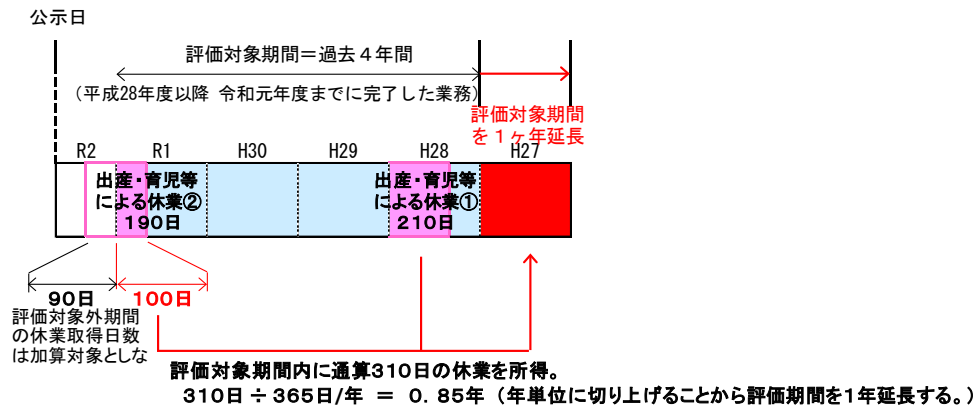 公示日
評価対象期間＝過去４年間
（平成28年度以降 令和元年度までに完了した業務）
評価対象期間
を１ヶ年延長
R2 R1 H30 H29 H28 H27
出産・育児等
による休業②
190日
出産・育児等
による休業①
210日
90日
100日
評価対象外期間
の休業取得日数
は加算対象としな
評価対象期間内に通算310日の休業を所得。
310日 ÷ 365日/年 ＝ 0. 85年 （年単位に切り上げることから評価期間を1年延長する。）